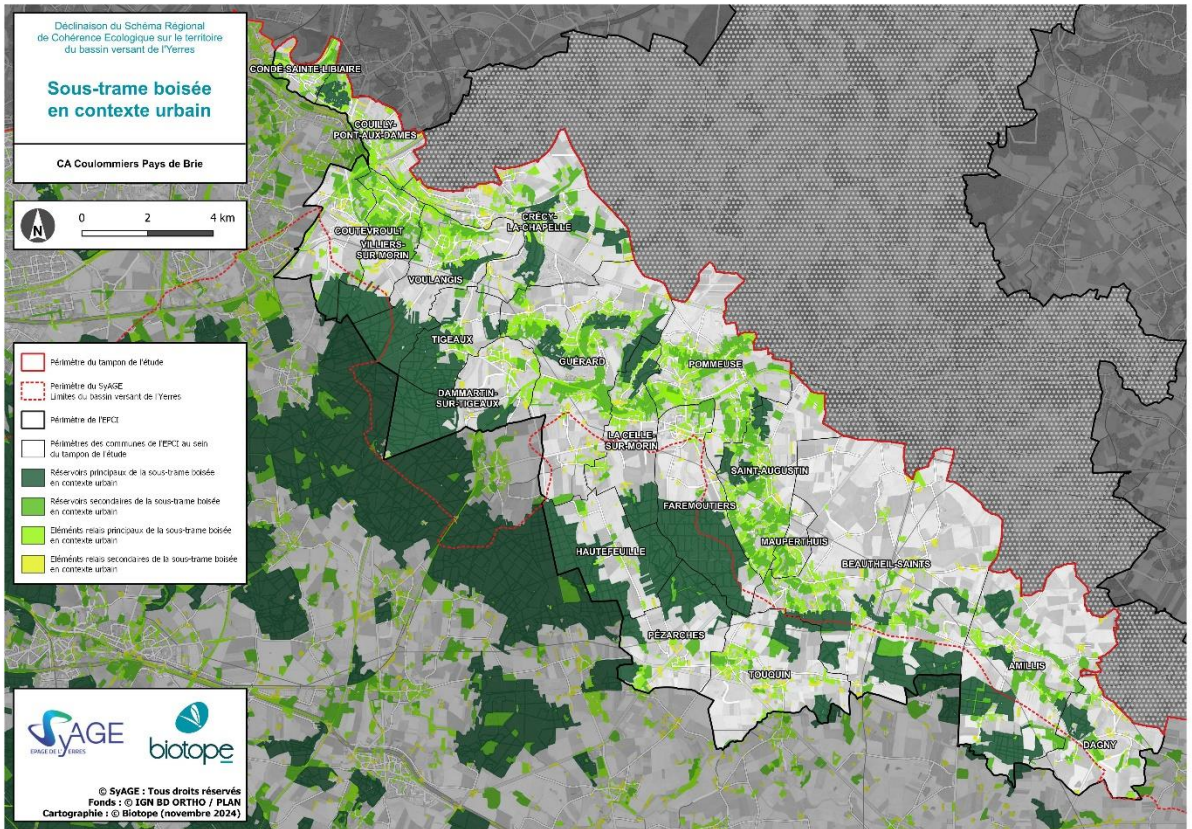 Déclinaison du Schéma Régional
de Cohérence Ecologique sur le territoire
du bassin versant de l'Yerres
Sous-trame boisée
en contexte urbain
CA Coulommiers Pays de Brie
N
0 2 4 km
Périmètre du tampon de l'étude
Perimètre du SyAGE
Limites du bassin versant de l'Yerres
Périmètre de l'EPCI
Périmètres des communes de l'EPCI au sein
du tampon de l'étude
Réservoirs principaux de la sous-trame boisée
en contexte urbain
Réservoirs secondaires de la sous-trame boisée
en contexte urbain
Eléments relais principaux de la sous-trame boisée
en contexte urbain
Eléments relais secondaires de la sous-trame boisée
en contexte urbain
SyAGE
EPAGE DE L'YERRES
biotope
© SyAGE : Tous droits réservés
Fonds : © IGN BD ORTHO / PLAN
Cartographie : © Biotope (novembre 2024)
CONDE-SAINTE-LIBIAIRE
COUILLY-
PONT-AUX-DAMES
CRÉCY-
LA-CHAPELLE
COUTEVROULT
VILLIERS-
SUR-MORIN
VOULANGIS
TIGEAUX
GUÉRARD
POMMEUSE
DAMMARTIN-
SUR-TIGEAUX
LA CELLE-
SUR-MORIN
SAINT-AUGUSTIN
FAREMOUTIERS
HAUTEFEUILLE
MAUPERTHUIS
BEAUTHEIL-SAINTS
PÉZARCHES
TOUQUIN
AMILLIS
DAGNY